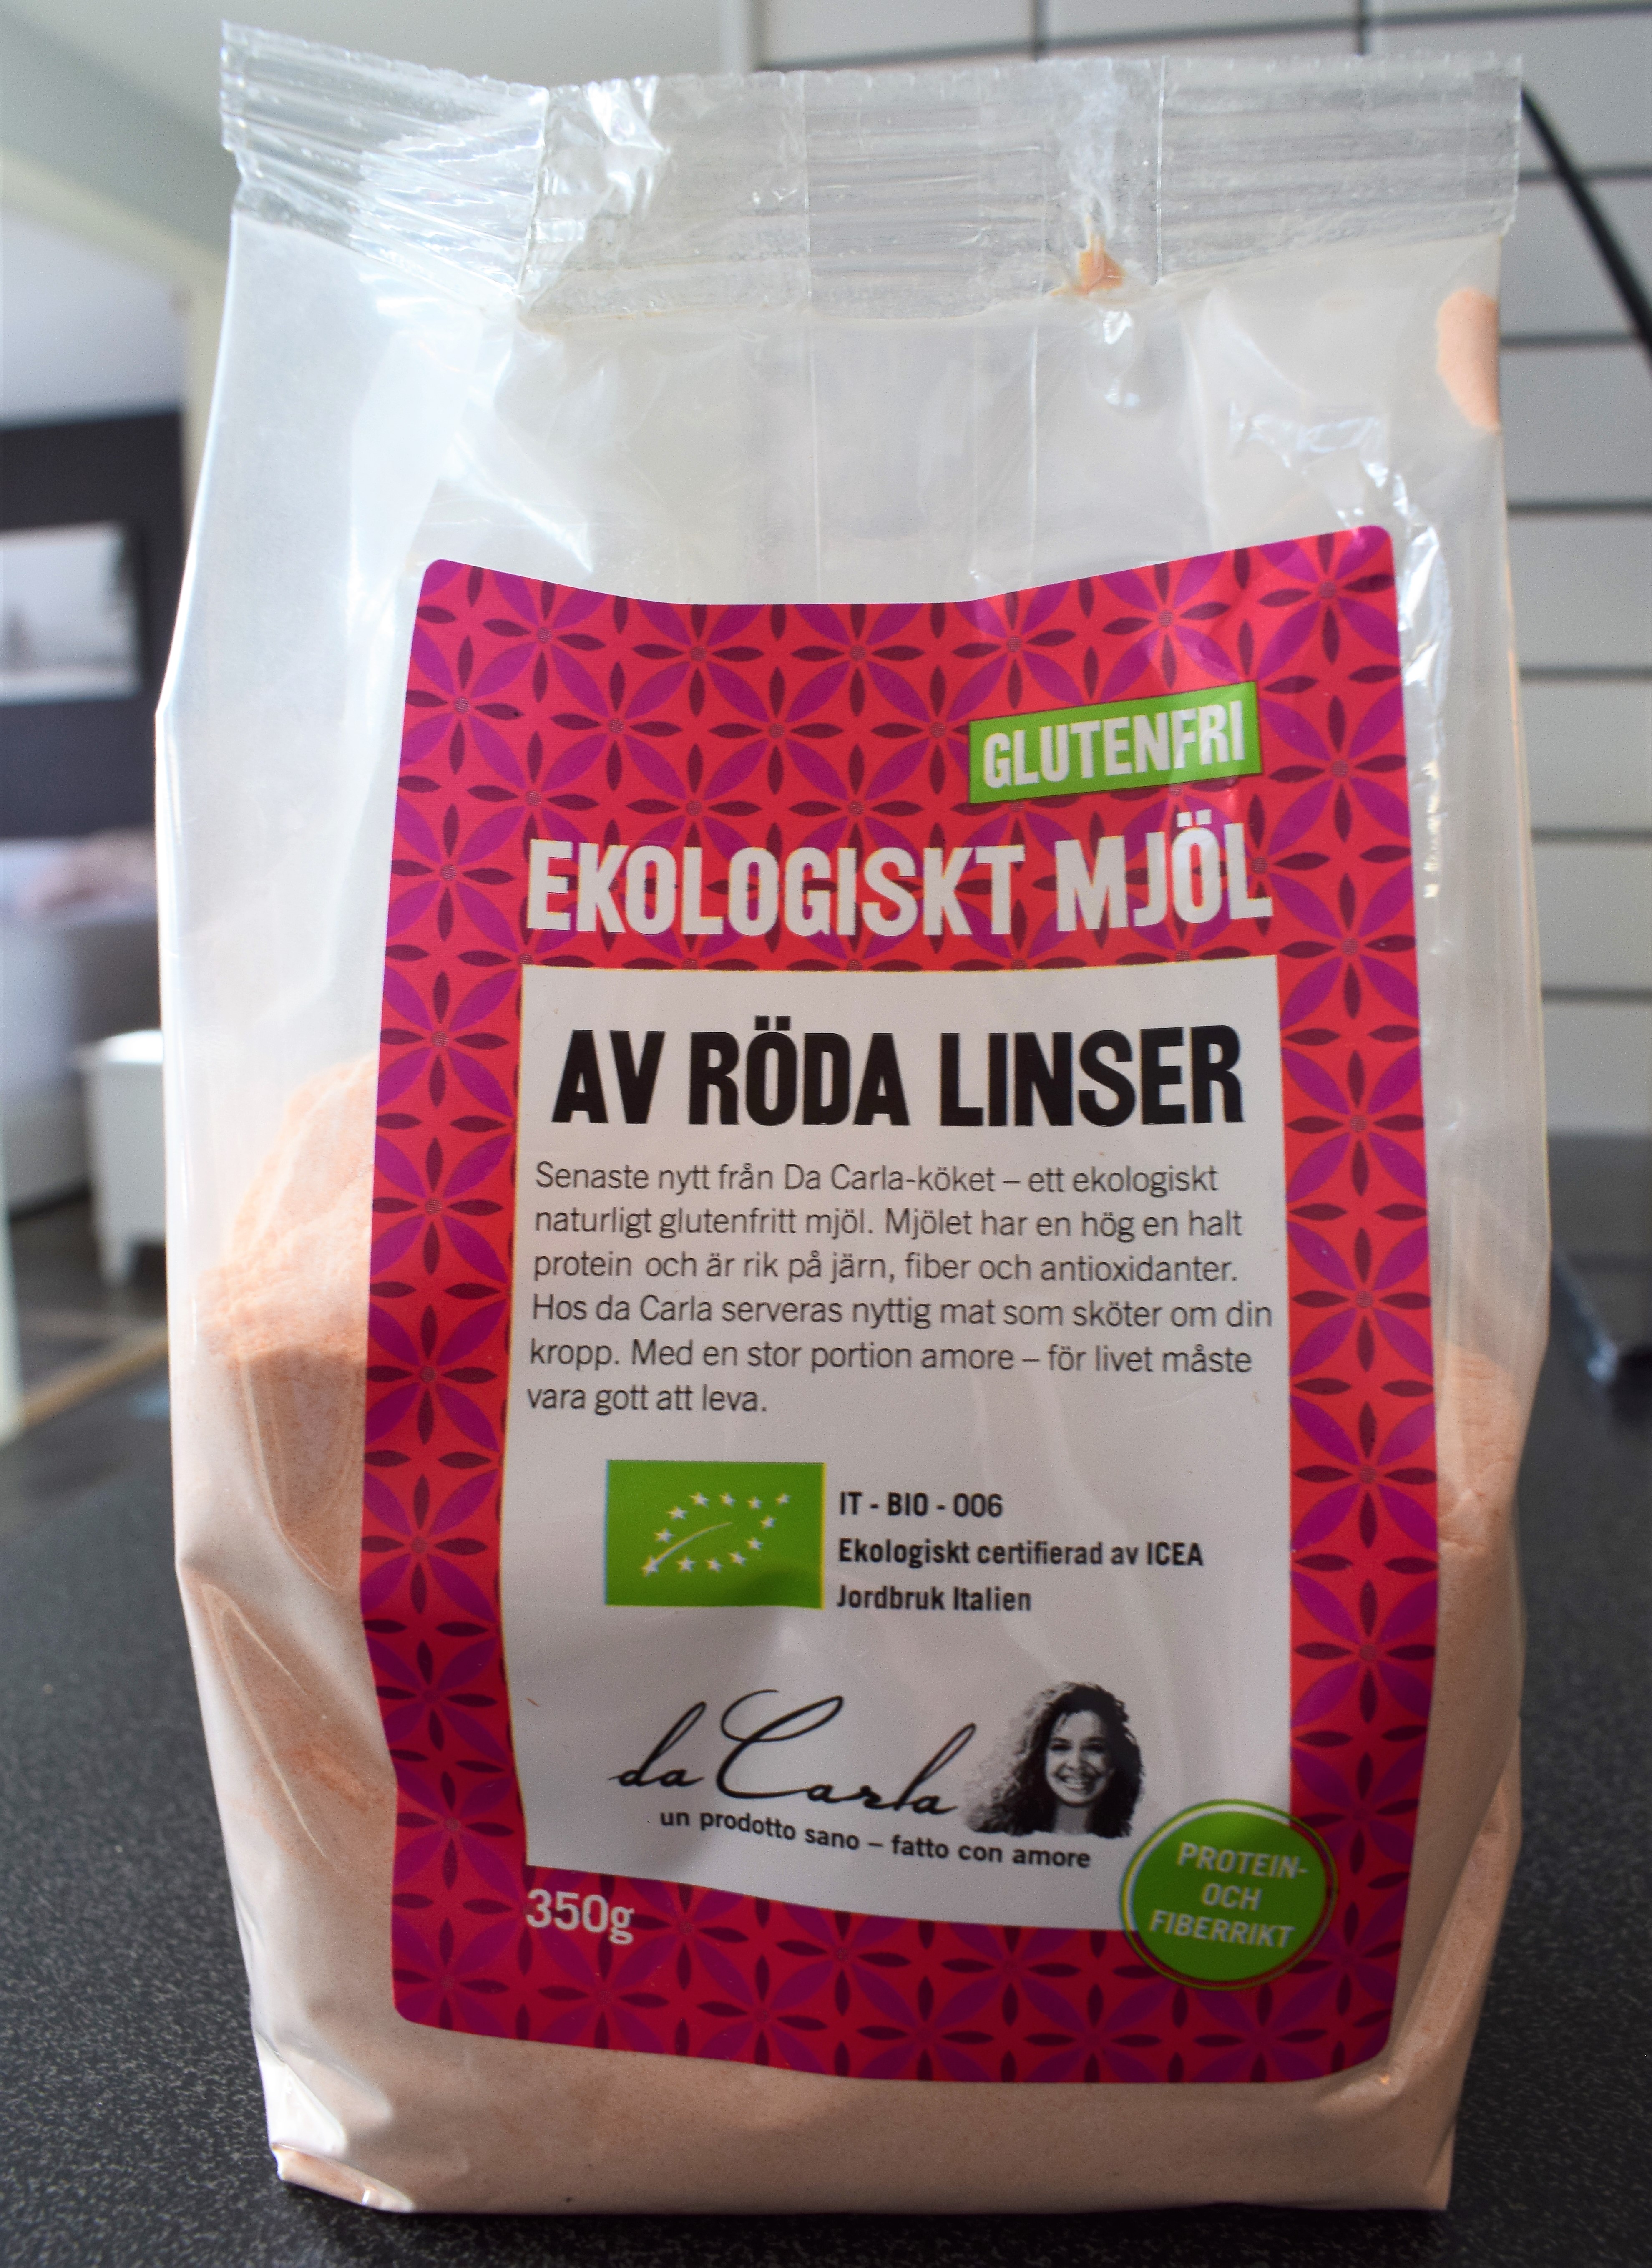 GLUTENFRI
EKOLOGISKT MJÖL
AV RÖDA LINSER
Senaste nytt från Da Carla-köket – ett ekologiskt
naturligt glutenfritt mjöl. Mjölet har en hög en halt
protein och är rik på järn, fiber och antioxidanter.
Hos da Carla serveras nyttig mat som sköter om din
kropp. Med en stor portion amore – för livet måste
vara gott att leva.
IT - BIO - 006
Ekologiskt certifierad av ICEA
Jordbruk Italien
da Carla
un prodotto sano – fatto con amore
350g
PROTEIN-
OCH
FIBERRIKT